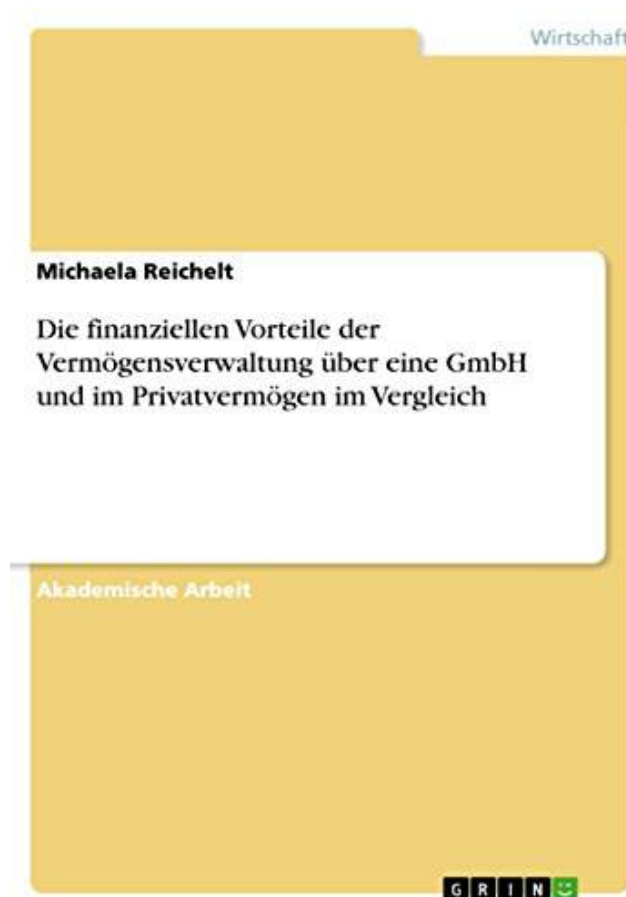 Wirtschaft
Michaela Reichelt
Die finanziellen Vorteile der
Vermögensverwaltung über eine GmbH
und im Privatvermögen im Vergleich
Akademische Arbeit
GRIN